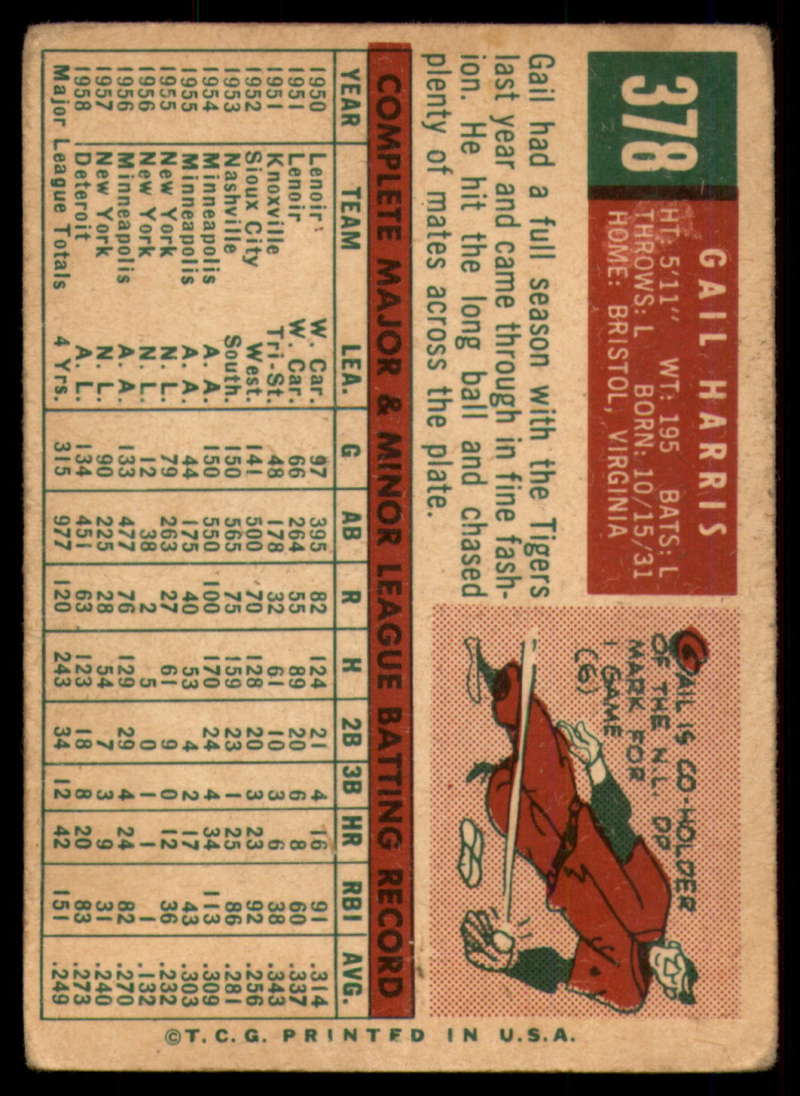 378
GAIL HARRIS
HT. 5'11" WT: 195 BATS: L
THROWS: L BORN: 10/15/31
HOME: BRISTOL, VIRGINIA
Gail had a full season with the Tigers
last year and came through in fine fash-
ion. He hit the long ball and chased
plenty of mates across the plate.
GAIL IS CO-HOLDER
OF THE N.L. DP
MARK FOR
1 GAME
(6)
COMPLETE MAJOR & MINOR LEAGUE BATTING RECORD
YEAR TEAM LEA. G AB R H 2B 3B HR RBI AVG.
1950 Lenoir W. Car. 97 395 82 124 21 4 16 91 .314
1951 Lenoir W. Car. 66 264 55 89 20 6 8 60 .337
1951 Knoxville Tri-St. 48 178 32 61 10 3 6 38 .343
1952 Sioux City West. 141 500 70 128 20 3 23 92 .256
1953 Nashville South. 150 565 75 159 23 1 25 86 .281
1954 Minneapolis A. A. 150 550 100 170 24 4 34 113 .309
1955 Minneapolis A. A. 44 175 40 53 4 2 17 43 .303
1955 New York N. L. 79 263 27 61 9 0 12 36 .232
1956 New York N. L. 12 38 2 5 0 1 1 1 .132
1956 Minneapolis A. A. 133 477 76 129 29 4 24 82 .270
1957 New York N. L. 90 225 28 54 7 3 9 31 .240
1958 Deteroit A. L. 134 451 63 123 18 8 20 83 .273
Major League Totals 4 Yrs. 315 977 120 243 34 12 42 151 .249
©T.C.G. PRINTED IN U.S.A.